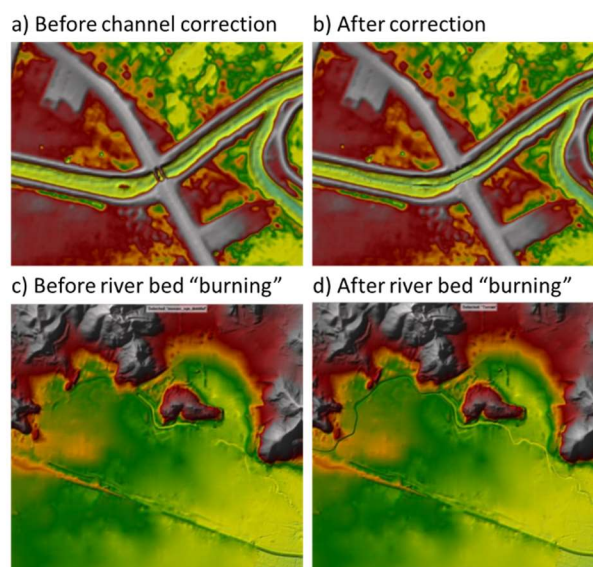 a) Before channel correction
b) After correction
c) Before river bed “burning”
d) After river bed “burning”